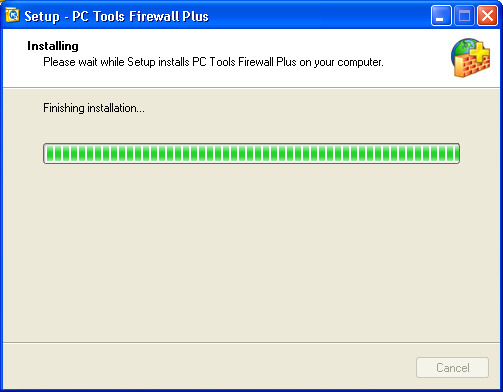 Setup - PC Tools Firewall Plus
Installing
Please wait while Setup installs PC Tools Firewall Plus on your computer.
Finishing installation...
Cancel